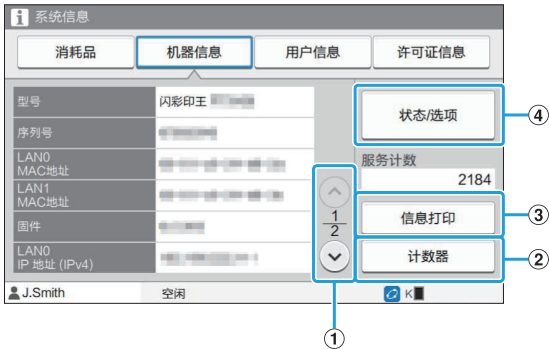 系统信息
消耗品 机器信息 用户信息 许可证信息
型号 闪彩印王
状态/选项 ④
序列号
LAN0
MAC地址
服务计数
2184
LAN1
MAC地址
1
2
信息打印 ③
固件
计数器 ②
LAN0
IP 地址 (IPv4)
J.Smith 空闲 K
①